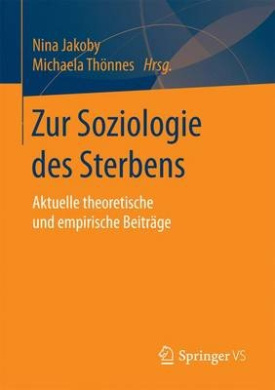 Nina Jakoby
Michaela Thönnes Hrsg.
Zur Soziologie
des Sterbens
Aktuelle theoretische
und empirische Beiträge
Springer VS